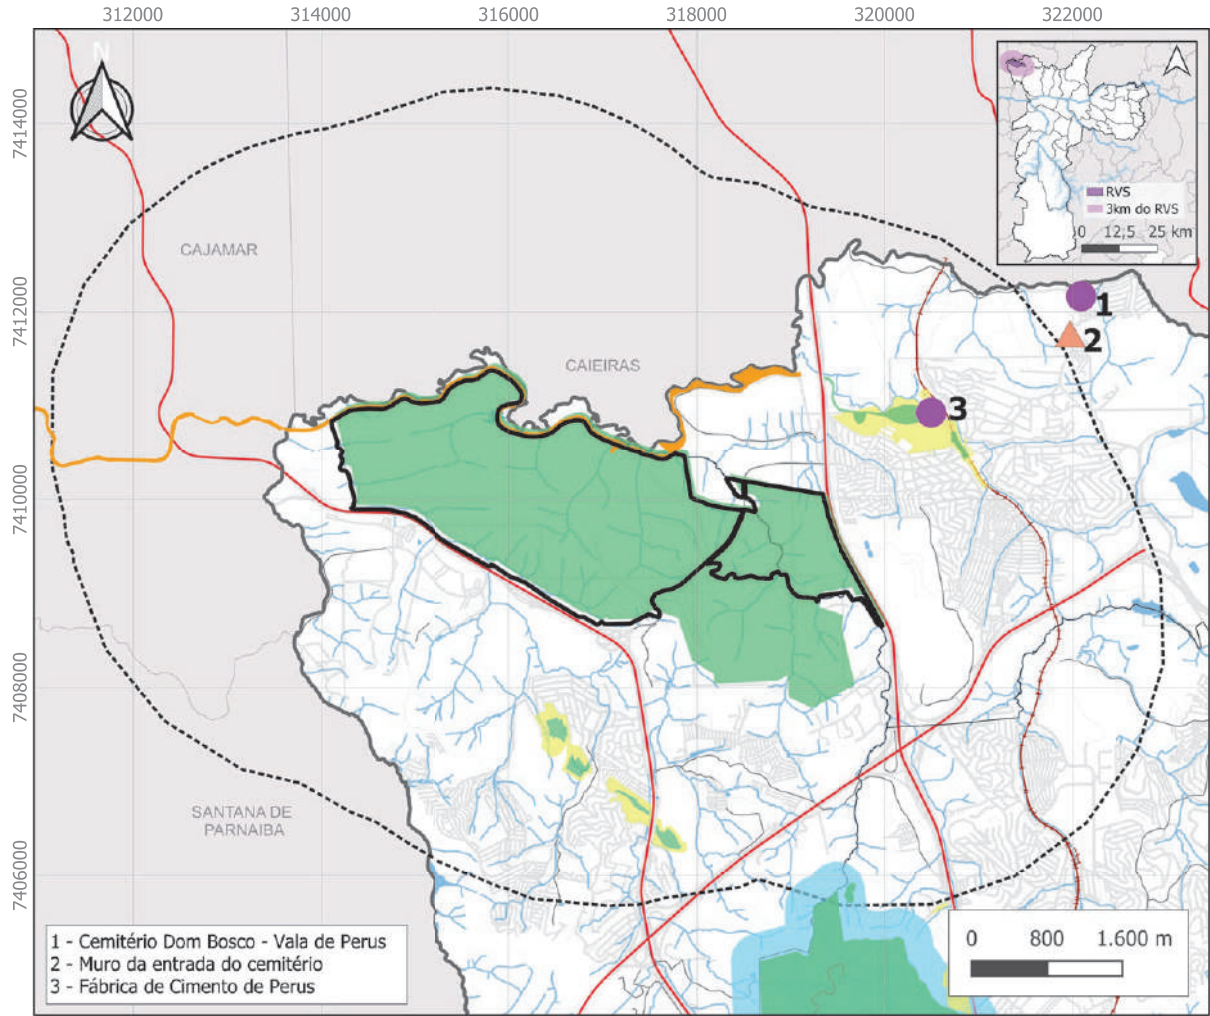 312000 314000 316000 318000 320000 322000
N
7414000
7412000
7410000
7408000
7406000
RVS
3km do RVS
0 12,5 25 km
CAJAMAR
CAIEIRAS
1
2
3
SANTANA DE
PARNAIBA
1 - Cemitério Dom Bosco - Vala de Perus
2 - Muro da entrada do cemitério
3 - Fábrica de Cimento de Perus
0 800 1.600 m